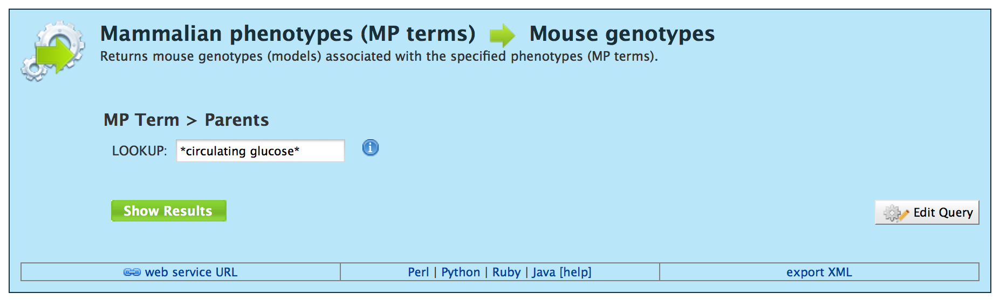 Mammalian phenotypes (MP terms) Mouse genotypes
Returns mouse genotypes (models) associated with the specified phenotypes (MP terms).
MP Term > Parents
LOOKUP: *circulating glucose*
Show Results
Edit Query
web service URL
Perl | Python | Ruby | Java [help]
export XML